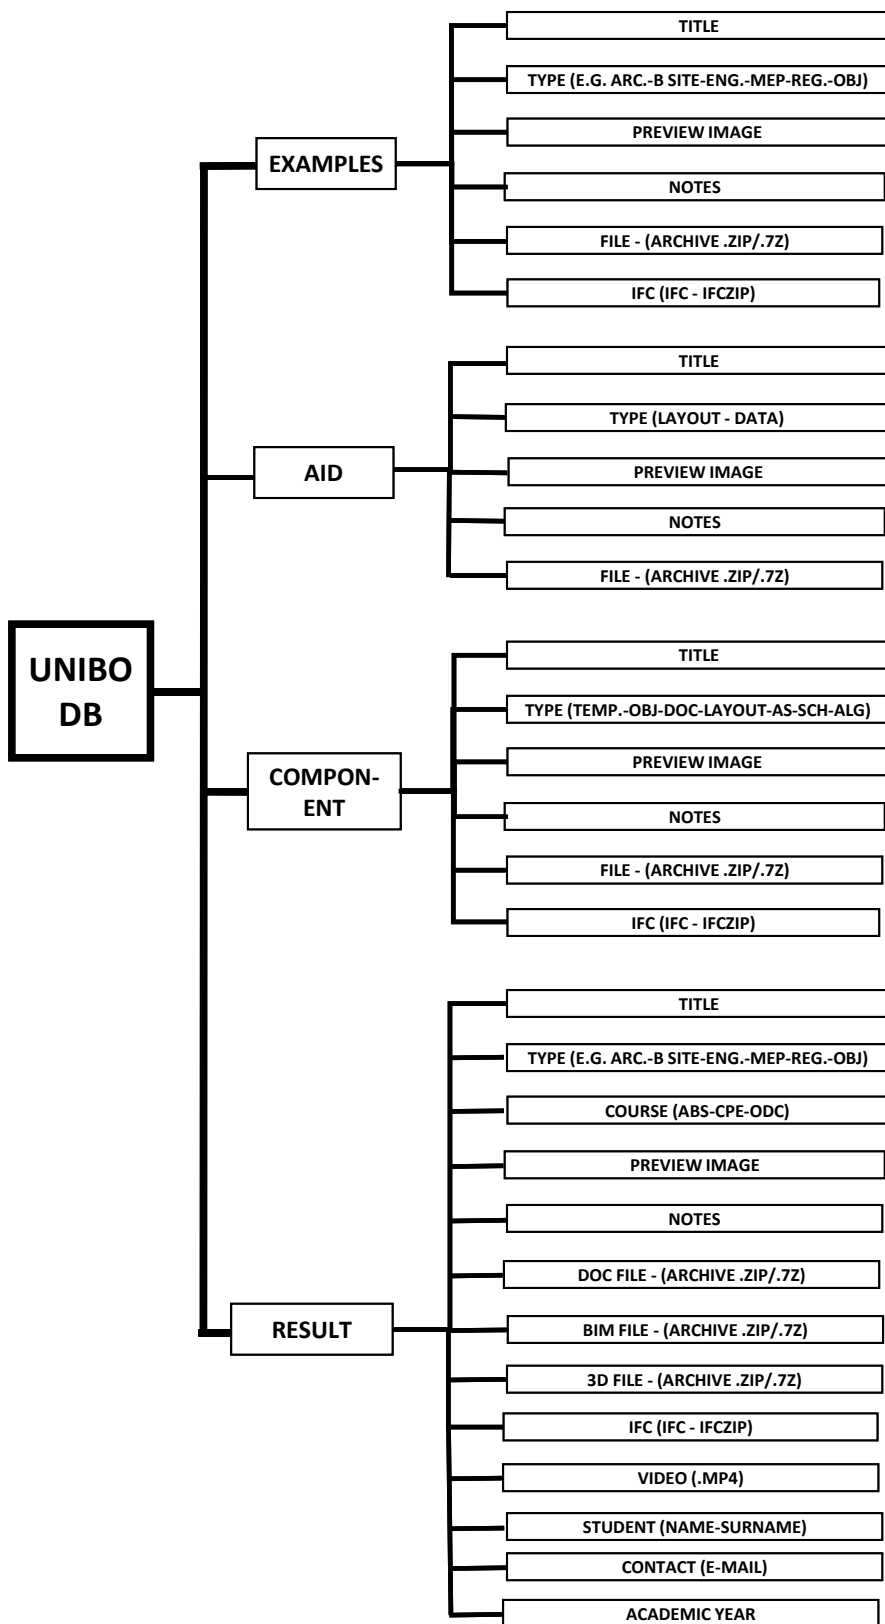 UNIBO
DB
EXAMPLES
TITLE
TYPE (E.G. ARC.-B SITE-ENG.-MEP-REG.-OBJ)
PREVIEW IMAGE
NOTES
FILE - (ARCHIVE .ZIP/.7Z)
IFC (IFC - IFCZIP)
AID
TITLE
TYPE (LAYOUT - DATA)
PREVIEW IMAGE
NOTES
FILE - (ARCHIVE .ZIP/.7Z)
COMPON-
ENT
TITLE
TYPE (TEMP.-OBJ-DOC-LAYOUT-AS-SCH-ALG)
PREVIEW IMAGE
NOTES
FILE - (ARCHIVE .ZIP/.7Z)
IFC (IFC - IFCZIP)
RESULT
TITLE
TYPE (E.G. ARC.-B SITE-ENG.-MEP-REG.-OBJ)
COURSE (ABS-CPE-ODC)
PREVIEW IMAGE
NOTES
DOC FILE - (ARCHIVE .ZIP/.7Z)
BIM FILE - (ARCHIVE .ZIP/.7Z)
3D FILE - (ARCHIVE .ZIP/.7Z)
IFC (IFC - IFCZIP)
VIDEO (.MP4)
STUDENT (NAME-SURNAME)
CONTACT (E-MAIL)
ACADEMIC YEAR